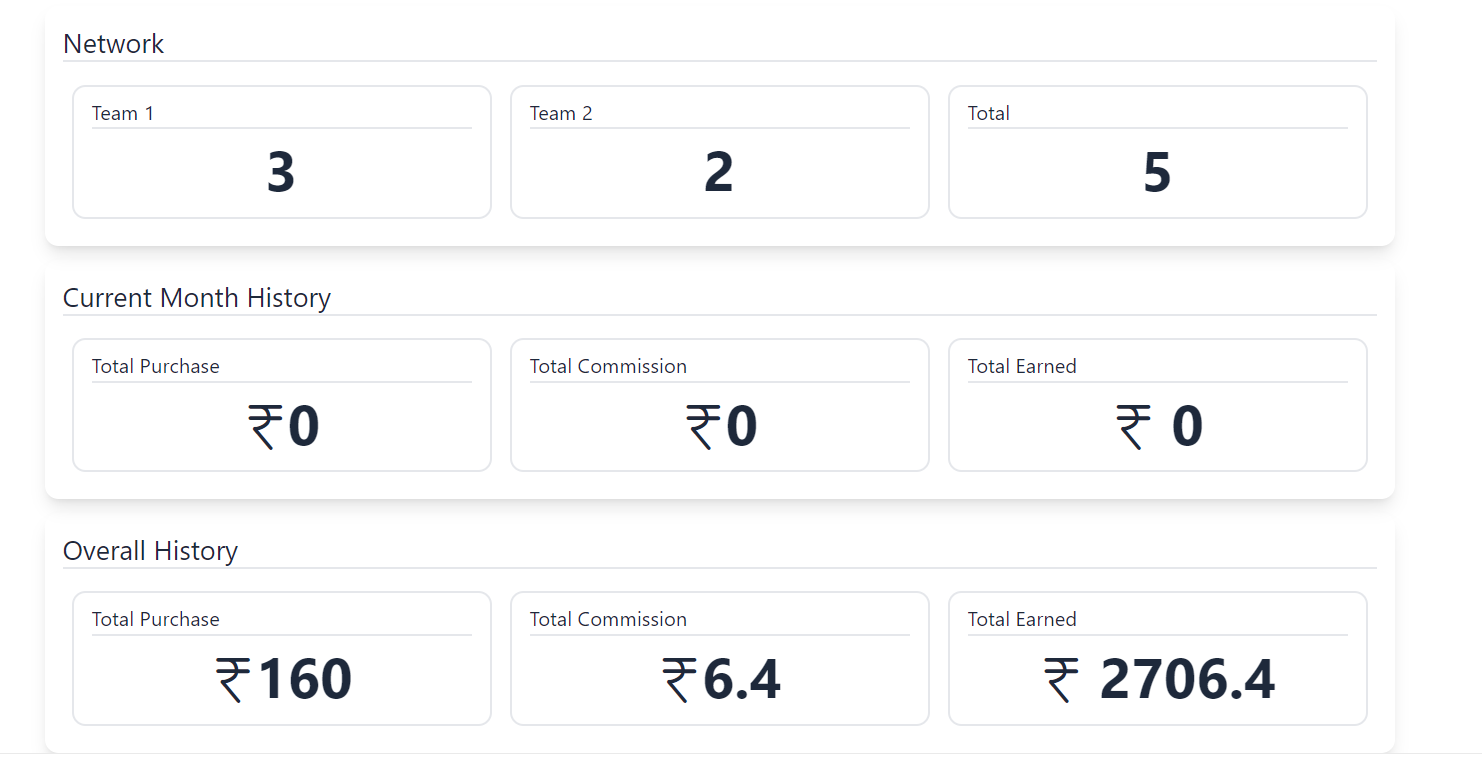 Network
Team 1 Team 2 Total
3 2 5
Current Month History
Total Purchase Total Commission Total Earned
₹0 ₹0 ₹ 0
Overall History
Total Purchase Total Commission Total Earned
₹160 ₹6.4 ₹ 2706.4